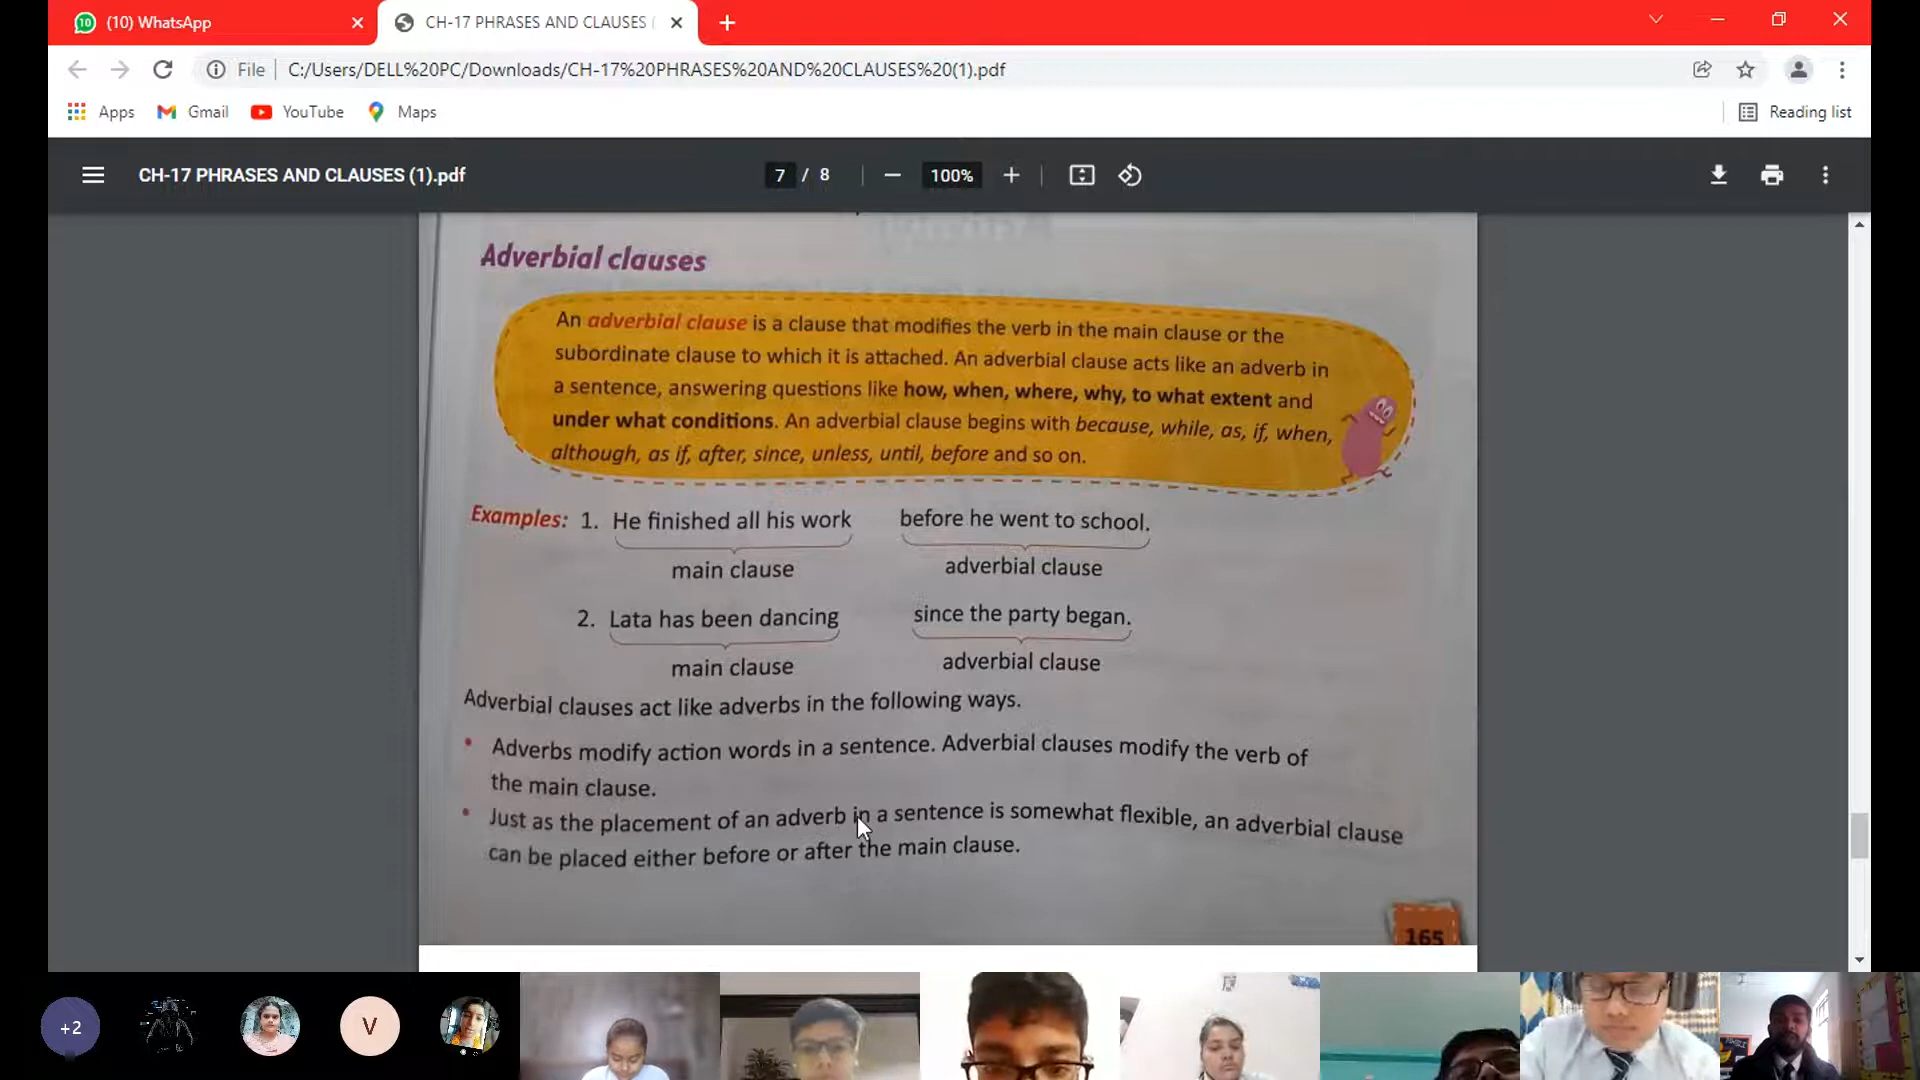 (10) WhatsApp
CH-17 PHRASES AND CLAUSES
File
C:/Users/DELL%20PC/Downloads/CH-17%20PHRASES%20AND%20CLAUSES%20(1).pdf
Apps Gmail YouTube Maps Reading list
CH-17 PHRASES AND CLAUSES (1).pdf 7 / 8 100%
Adverbial clauses
An adverbial clause is a clause that modifies the verb in the main clause or the
subordinate clause to which it is attached. An adverbial clause acts like an adverb in
a sentence, answering questions like how, when, where, why, to what extent and
under what conditions. An adverbial clause begins with because, while, as, if, when,
although, as if, after, since, unless, until, before and so on.
Examples: 1. He finished all his work before he went to school.
main clause adverbial clause
2. Lata has been dancing since the party began.
main clause adverbial clause
Adverbial clauses act like adverbs in the following ways.
• Adverbs modify action words in a sentence. Adverbial clauses modify the verb of
the main clause.
• Just as the placement of an adverb in a sentence is somewhat flexible, an adverbial clause
can be placed either before or after the main clause.
165
+2
V